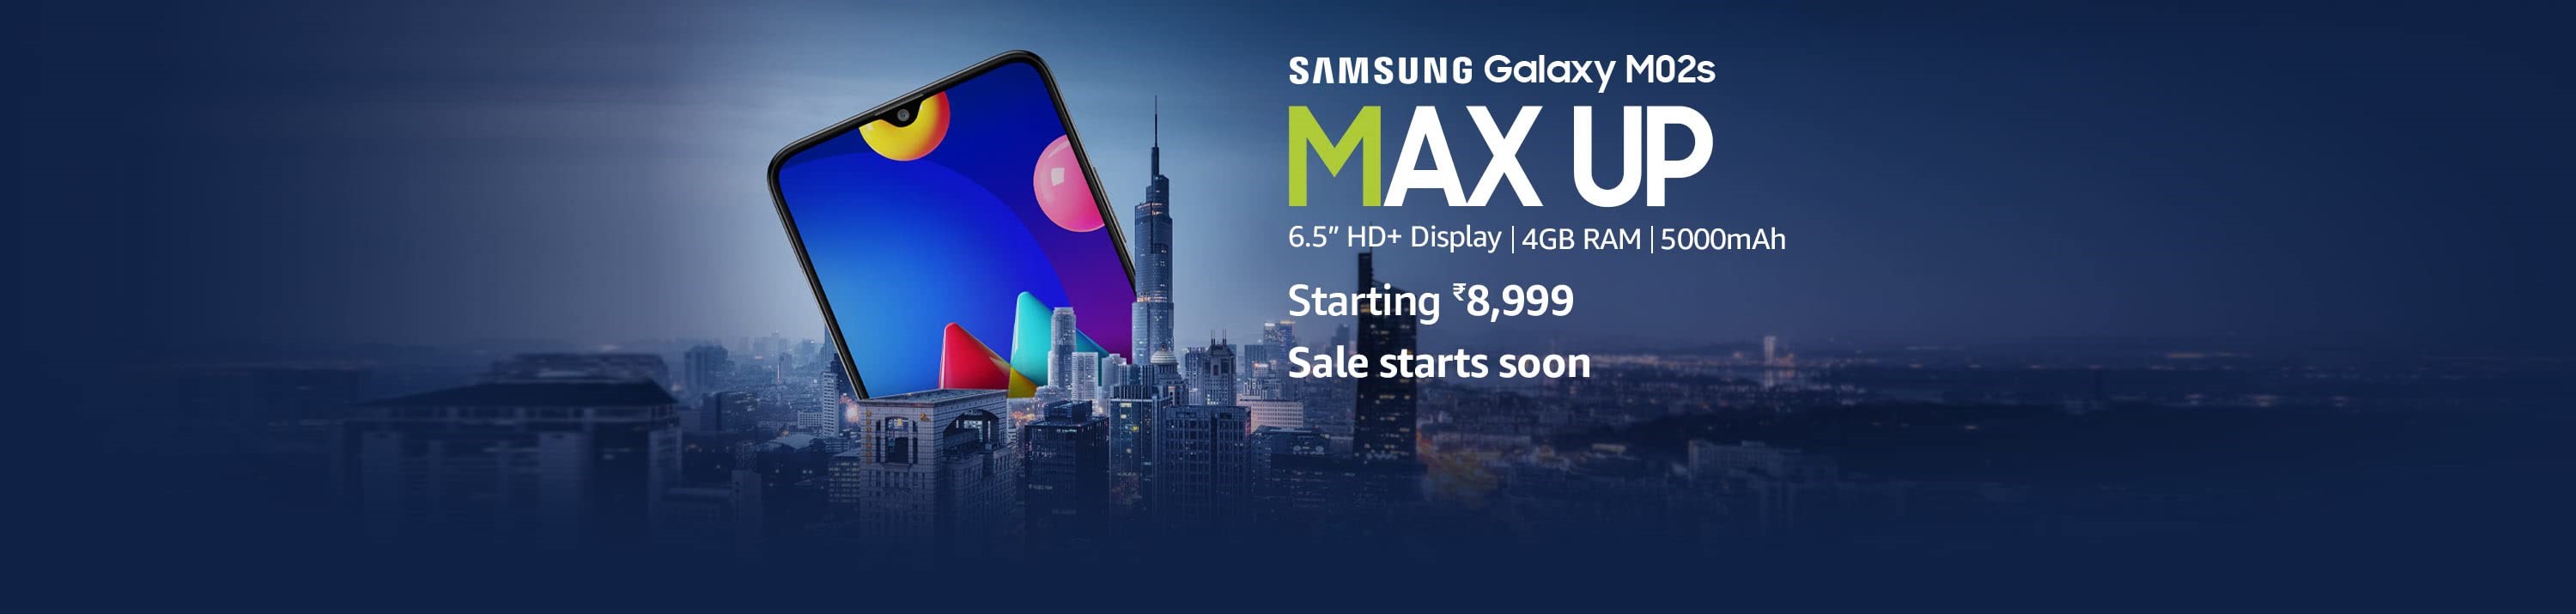 SAMSUNG Galaxy M02s
MAX UP
6.5” HD+ Display | 4GB RAM | 5000mAh
Starting ₹8,999
Sale starts soon